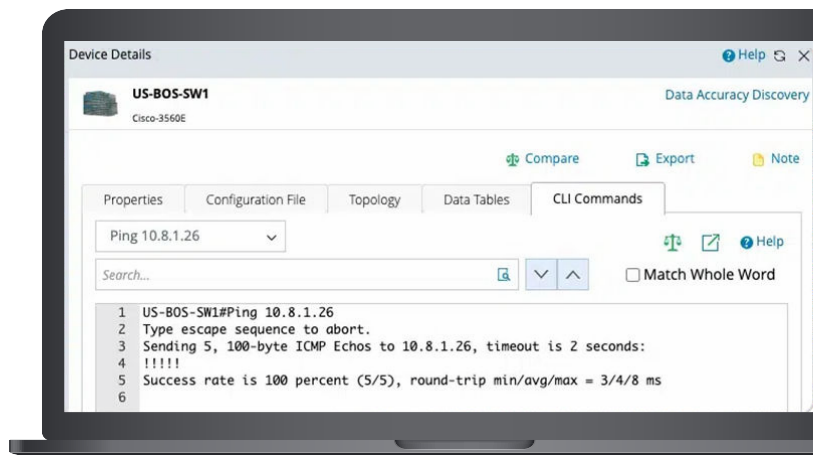 Device Details
Help
US-BOS-SW1
Data Accuracy Discovery
Cisco-3560E
Compare
Export
Note
Properties
Configuration File
Topology
Data Tables
CLI Commands
Ping 10.8.1.26
Help
Search...
Match Whole Word
1 US-BOS-SW1#Ping 10.8.1.26
2 Type escape sequence to abort.
3 Sending 5, 100-byte ICMP Echos to 10.8.1.26, timeout is 2 seconds:
4 !!!!!
5 Success rate is 100 percent (5/5), round-trip min/avg/max = 3/4/8 ms
6